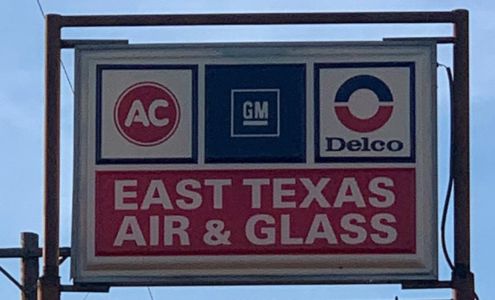 AC GM Delco
EAST TEXAS
AIR & GLASS